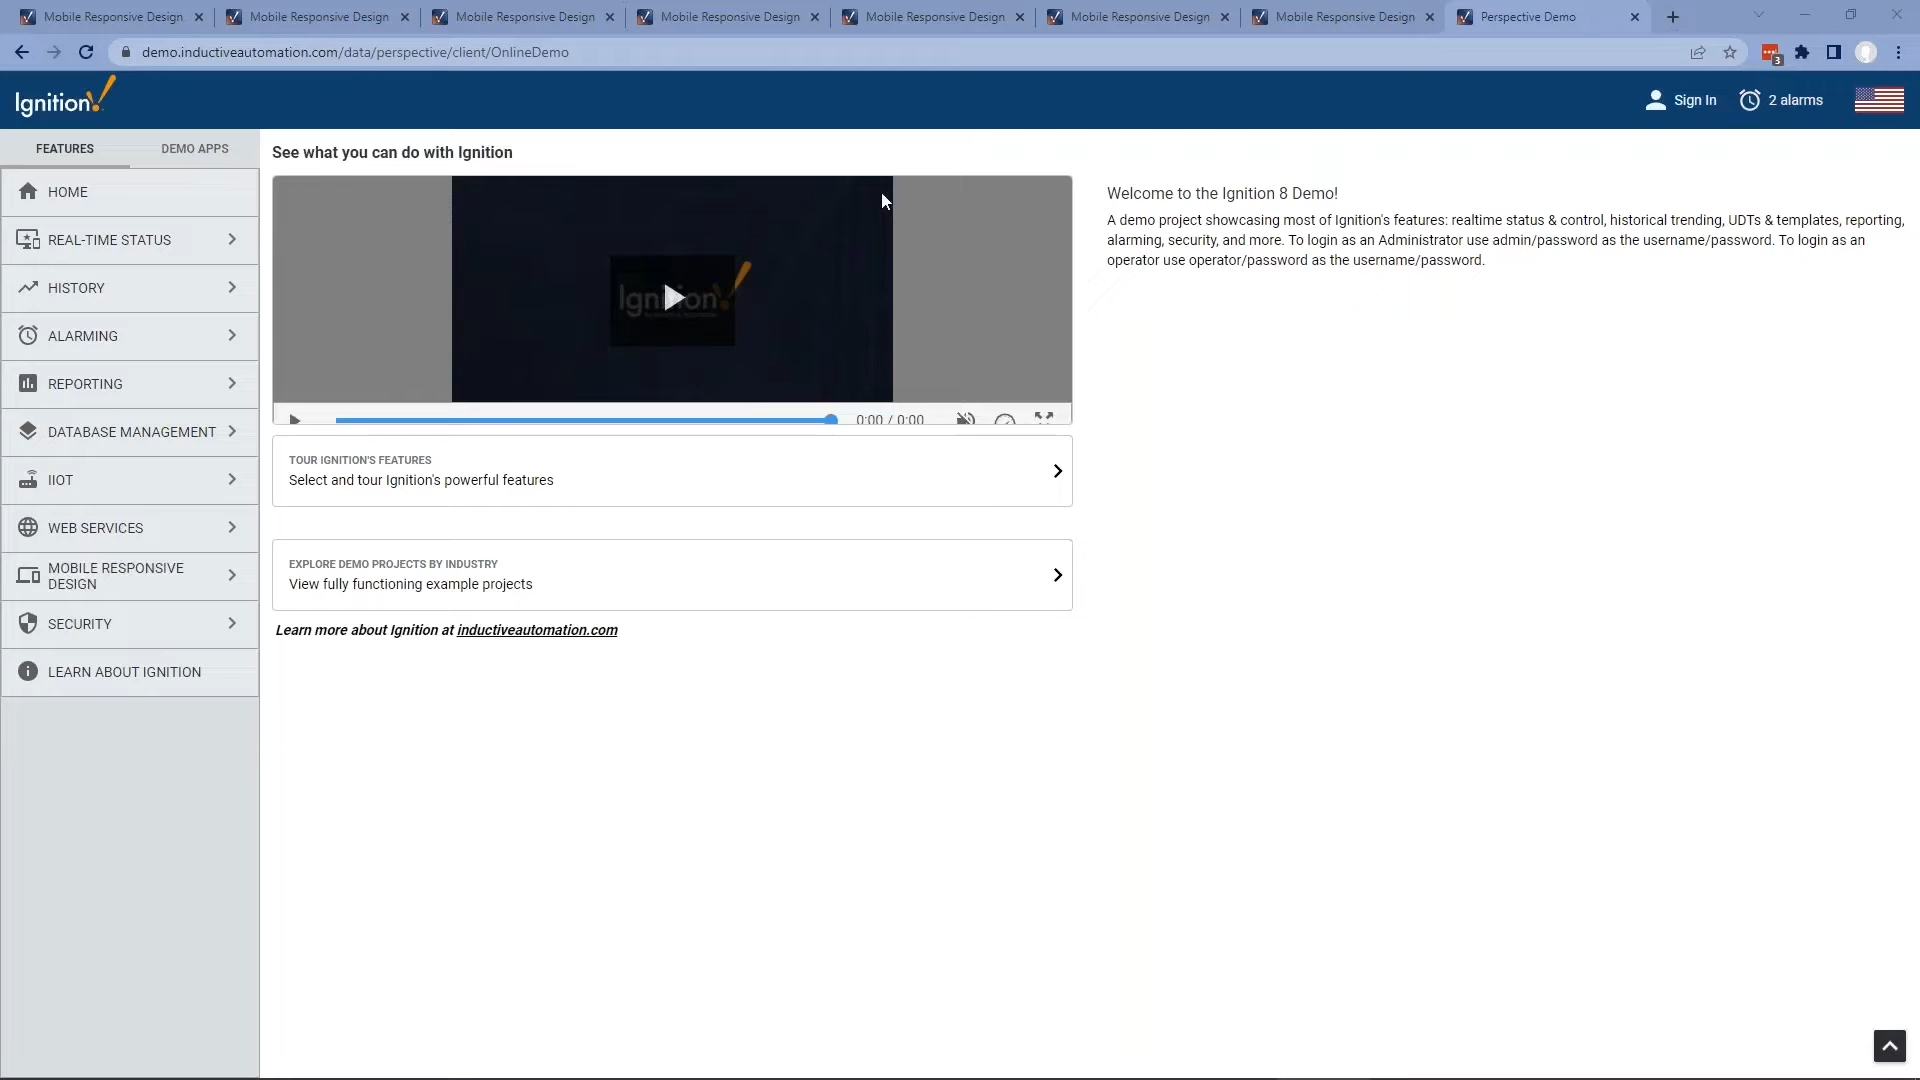 Mobile Responsive Design
Mobile Responsive Design
Mobile Responsive Design
Mobile Responsive Design
Mobile Responsive Design
Mobile Responsive Design
Mobile Responsive Design
Perspective Demo
demo.inductiveautomation.com/data/perspective/client/OnlineDemo
3
Ignition!
Sign In
2 alarms
FEATURES
DEMO APPS
HOME
REAL-TIME STATUS
HISTORY
ALARMING
REPORTING
DATABASE MANAGEMENT
IIOT
WEB SERVICES
MOBILE RESPONSIVE
DESIGN
SECURITY
LEARN ABOUT IGNITION
See what you can do with Ignition
Ignition!
0:00 / 0:00
TOUR IGNITION'S FEATURES
Select and tour Ignition's powerful features
EXPLORE DEMO PROJECTS BY INDUSTRY
View fully functioning example projects
Learn more about Ignition at inductiveautomation.com
Welcome to the Ignition 8 Demo!
A demo project showcasing most of Ignition's features: realtime status & control, historical trending, UDTs & templates, reporting,
alarming, security, and more. To login as an Administrator use admin/password as the username/password. To login as an
operator use operator/password as the username/password.